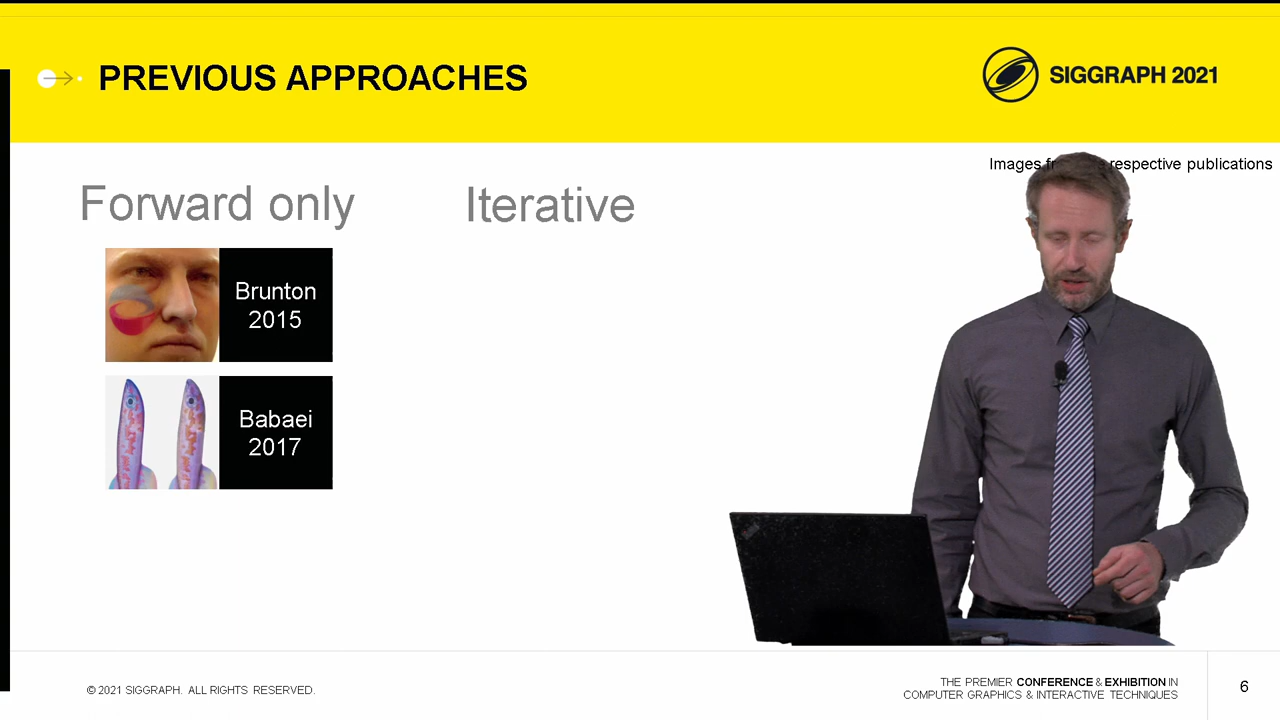 PREVIOUS APPROACHES
SIGGRAPH 2021
Images respective publications
Forward only
Iterative
Brunton
2015
Babaei
2017
© 2021 SIGGRAPH. ALL RIGHTS RESERVED.
THE PREMIER CONFERENCE & EXHIBITION IN
COMPUTER GRAPHICS & INTERACTIVE TECHNIQUES
6